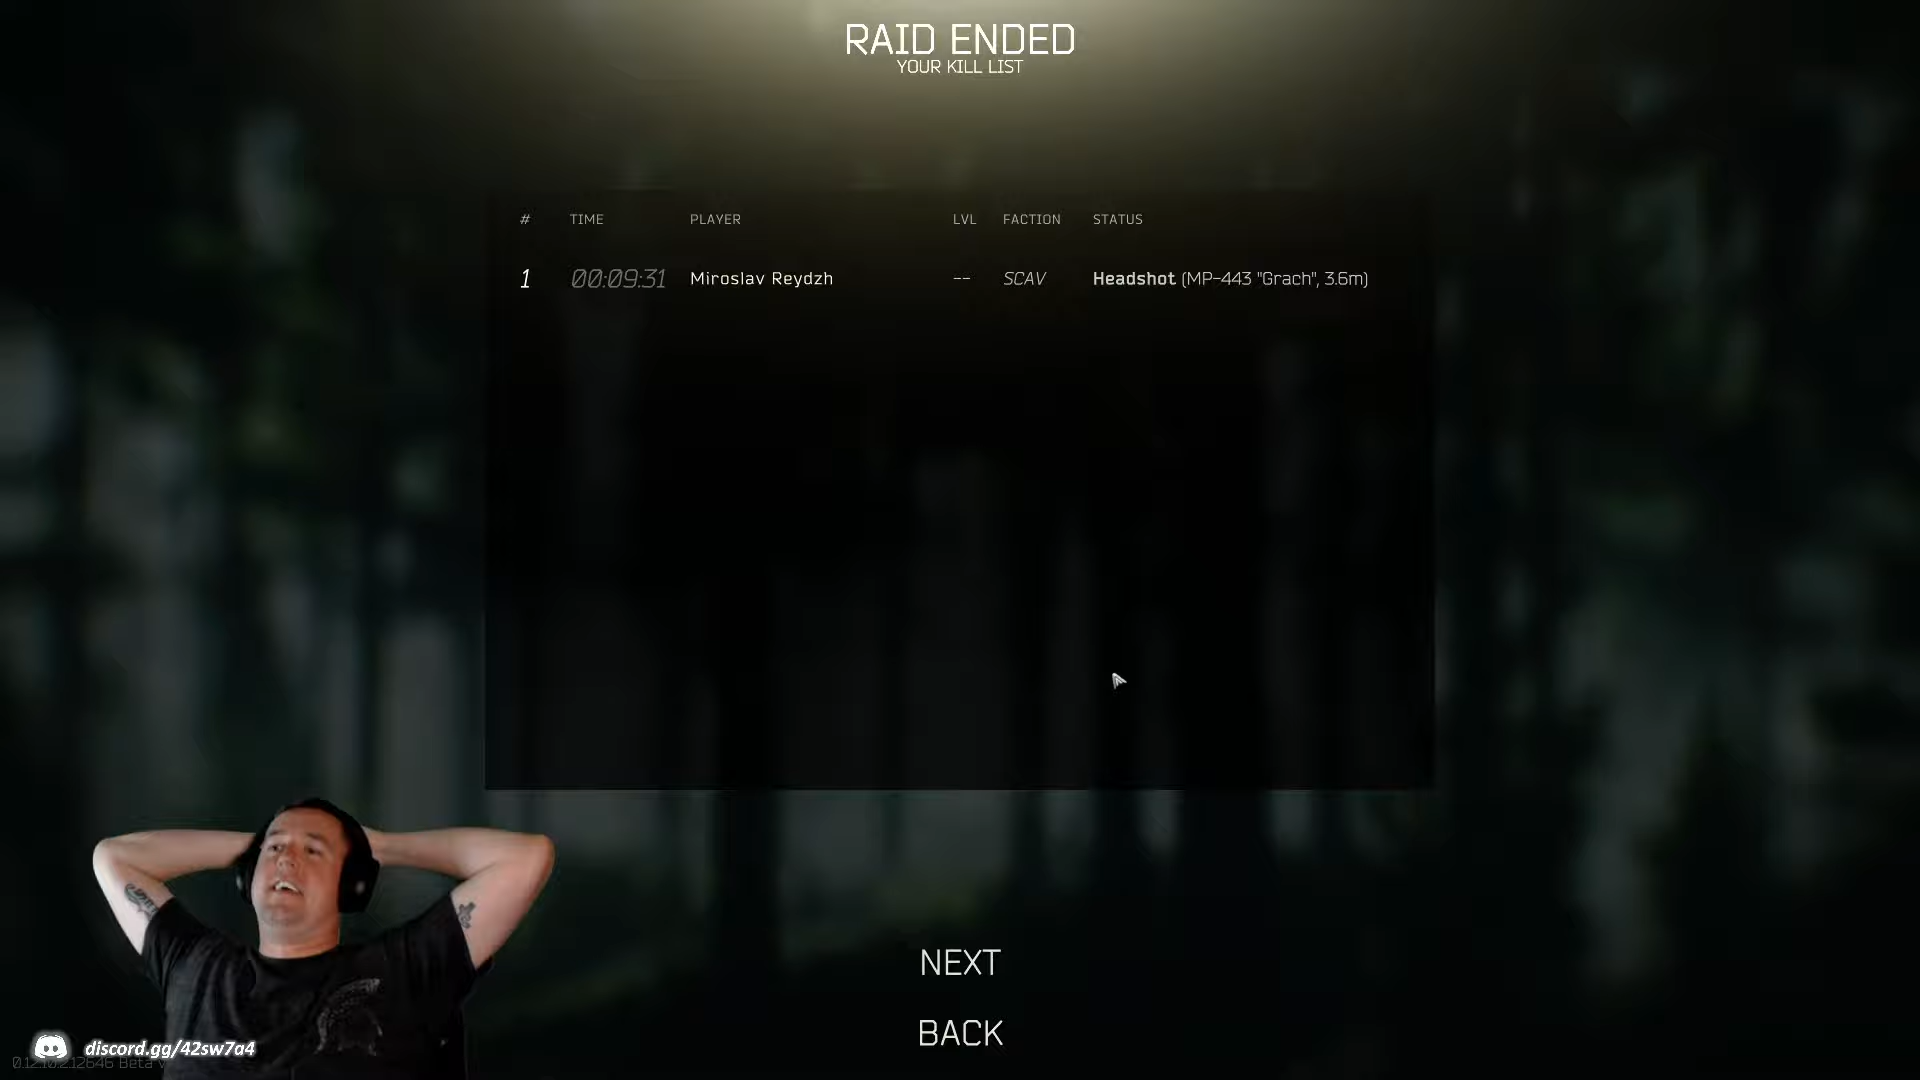 RAID ENDED
YOUR KILL LIST
# TIME PLAYER LVL FACTION STATUS
1 00:09:31 Miroslav Reydzh -- SCAV Headshot (MP-443 "Grach", 3.6m)
NEXT
BACK
discord.gg/42sw7a4
Beta